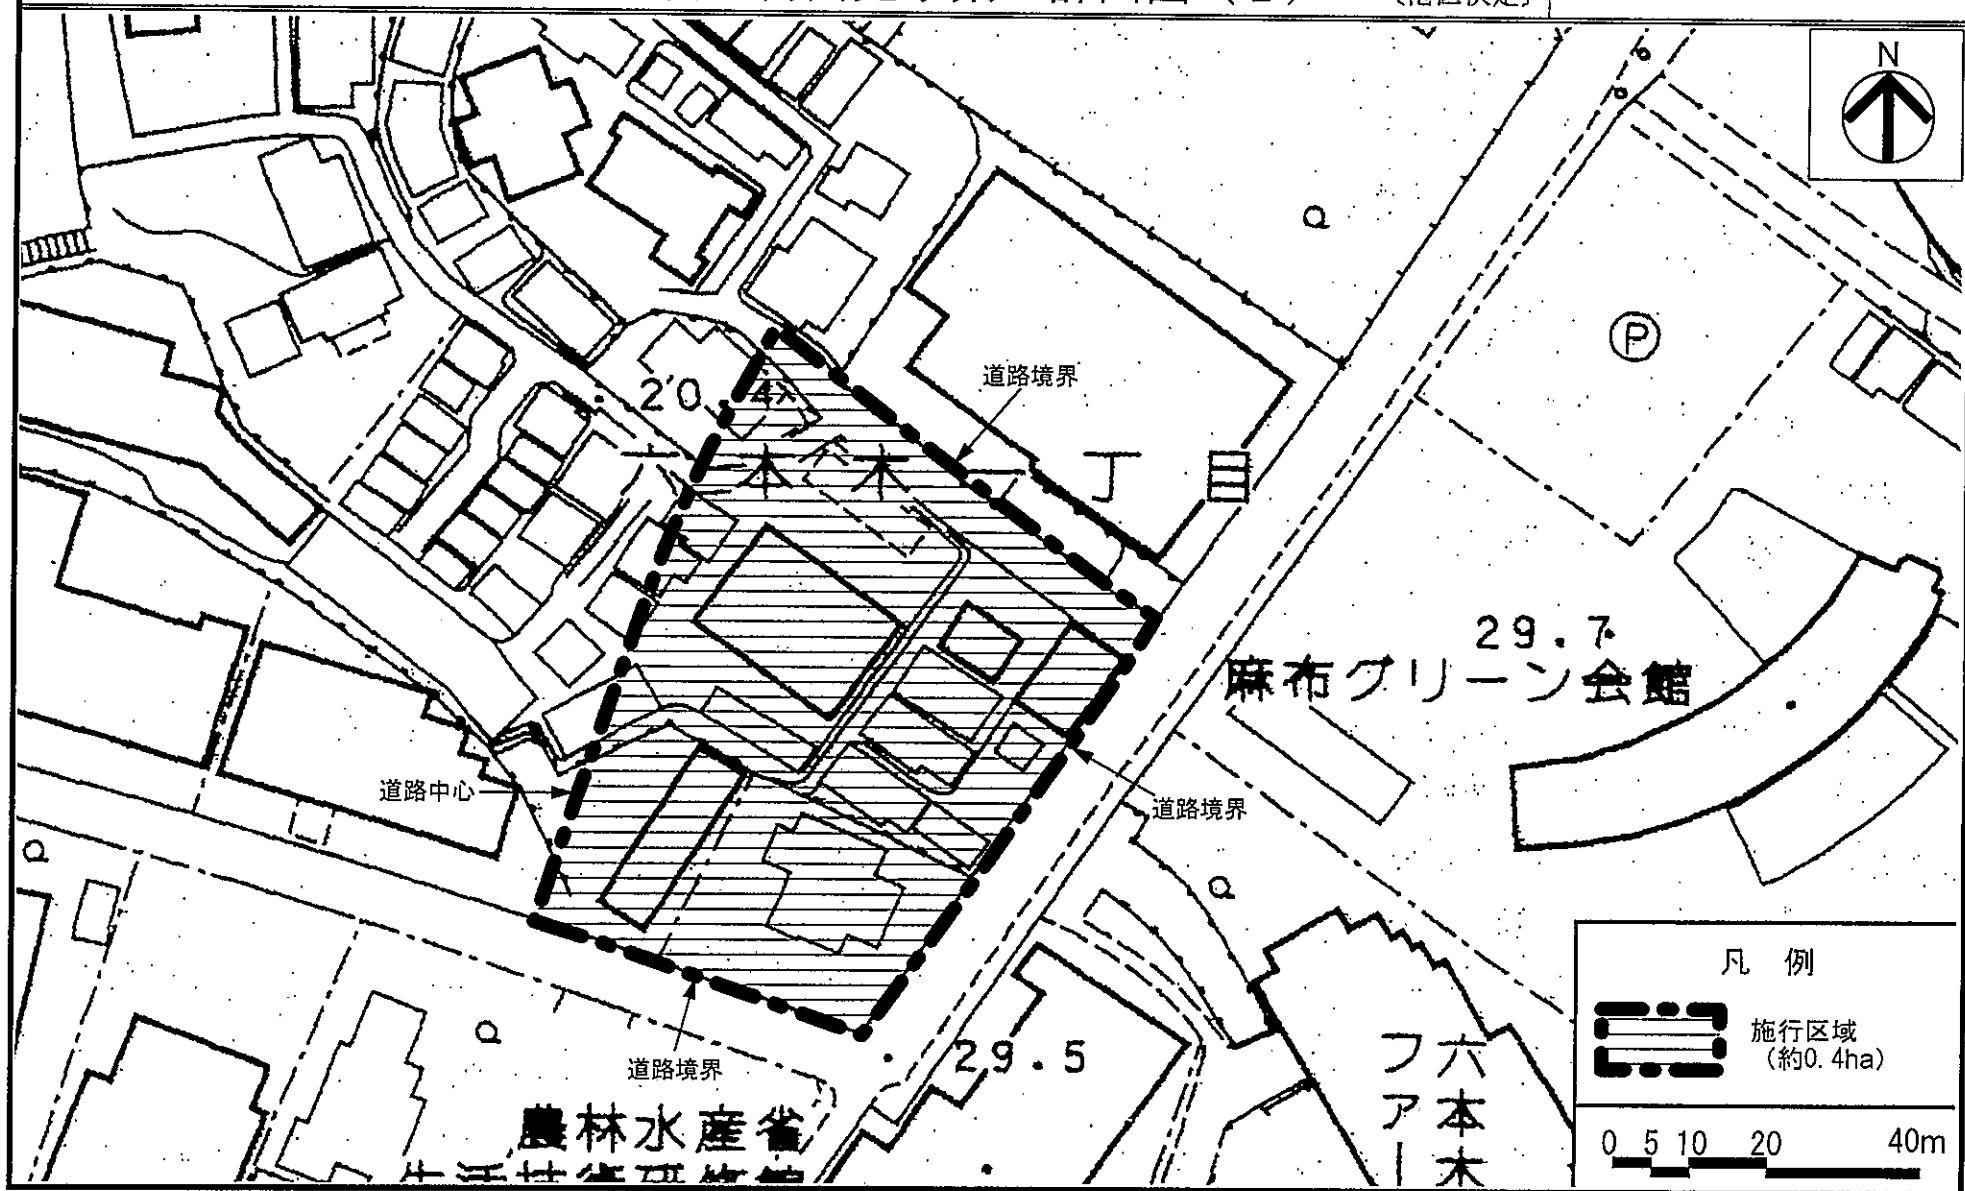 N
道路境界
20.4
六本木一丁目
P
29.7
麻布グリーン会館
道路中心
道路境界
道路境界
29.5
農林水産省
六本木
ファー
凡例
施行区域
(約0.4ha)
0 5 10 20 40m